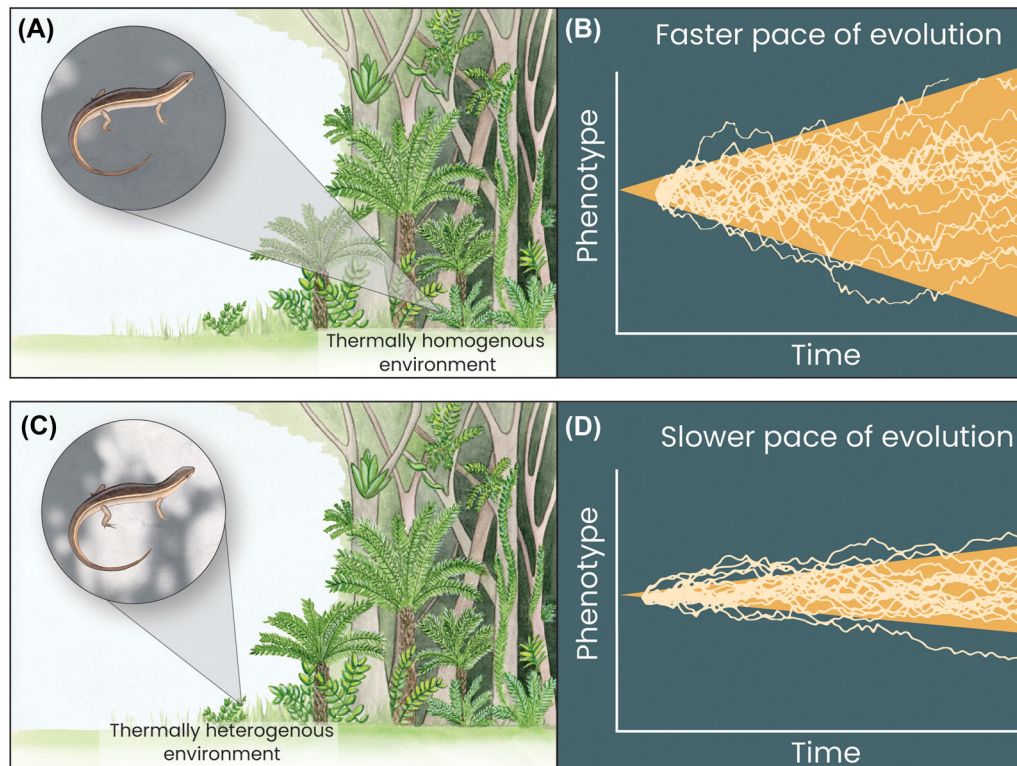 (A)
Thermally homogenous
environment
(B)
Faster pace of evolution
Phenotype
Time
(C)
Thermally heterogenous
environment
(D)
Slower pace of evolution
Phenotype
Time